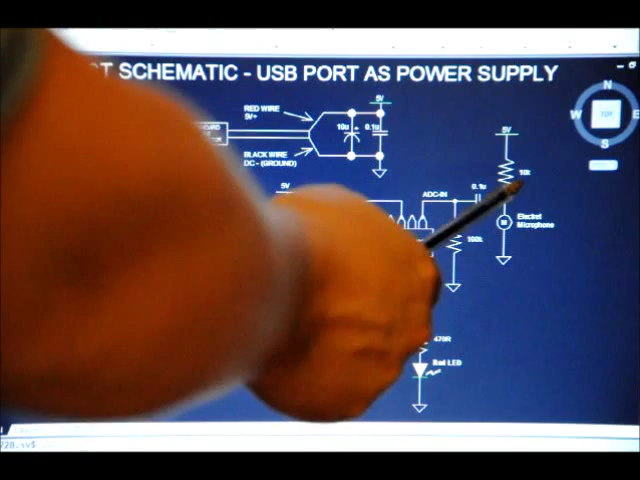 T SCHEMATIC - USB PORT AS POWER SUPPLY
RED WIRE
5V+
5V
10u
+
0.1u
BLACK WIRE
DC - (GROUND)
N
W
E
S
TOP
5V
10k
5V
ADC-IN
0.1u
Electret
Microphone
100k
470R
Red LED